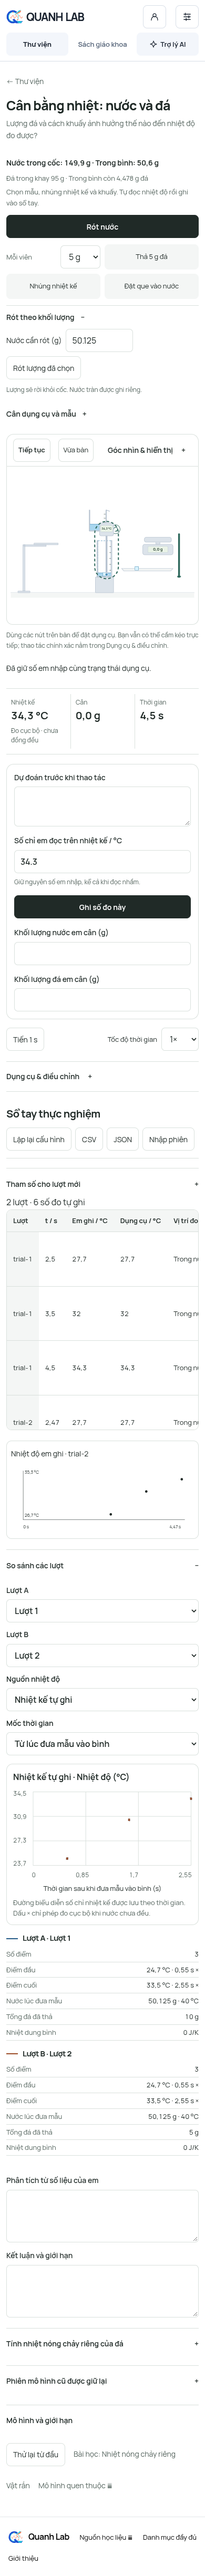 QUANH LAB
Thư viện
Sách giáo khoa
Trợ lý AI
← Thư viện
Cân bằng nhiệt: nước và đá
Lượng đá và cách khuấy ảnh hưởng thế nào đến nhiệt độ
đo được?
Nước trong cốc: 149,9 g · Trong bình: 50,6 g
Đá trong khay 95 g · Trong bình còn 4,478 g đá
Chọn mẫu, nhúng nhiệt kế và khuấy. Tự đọc nhiệt độ rồi ghi
vào sổ tay.
Rót nước
Mỗi viên
5 g
Thả 5 g đá
Nhúng nhiệt kế
Đặt que vào nước
Rót theo khối lượng −
Nước cần rót (g)
50.125
Rót lượng đã chọn
Lượng sẽ rời khỏi cốc. Nước tràn được ghi riêng.
Cân dụng cụ và mẫu +
Tiếp tục
Vừa bàn
Góc nhìn & hiển thị +
34,3°C
0,0 g
Dùng các nút trên bàn để đặt dụng cụ. Bạn vẫn có thể cầm kéo trực
tiếp; thao tác chính xác nằm trong Dụng cụ & điều chỉnh.
Đã giữ số em nhập cùng trạng thái dụng cụ.
Nhiệt kế
34,3 °C
Đo cục bộ · chưa
đồng đều
Cân
0,0 g
Thời gian
4,5 s
Dự đoán trước khi thao tác
Số chỉ em đọc trên nhiệt kế / °C
34.3
Giữ nguyên số em nhập, kể cả khi đọc nhầm.
Ghi số đo này
Khối lượng nước em cân (g)
Khối lượng đá em cân (g)
Tiến 1 s
Tốc độ thời gian
1×
Dụng cụ & điều chỉnh +
Sổ tay thực nghiệm
Lặp lại cấu hình
CSV
JSON
Nhập phiên
Tham số cho lượt mới +
2 lượt · 6 số đo tự ghi
Lượt t / s Em ghi / °C Dụng cụ / °C Vị trí đo
trial-1 2,5 27,7 27,7 Trong nư
trial-1 3,5 32 32 Trong nư
trial-1 4,5 34,3 34,3 Trong nư
trial-2 2,47 27,7 27,7 Trong nư
Nhiệt độ em ghi · trial-2
35,3°C
26,7°C
0 s
4,47 s
So sánh các lượt −
Lượt A
Lượt 1
Lượt B
Lượt 2
Nguồn nhiệt độ
Nhiệt kế tự ghi
Mốc thời gian
Từ lúc đưa mẫu vào bình
Nhiệt kế tự ghi · Nhiệt độ (°C)
34,5
30,9
27,3
23,7
0 0,85 1,7 2,55
Thời gian sau khi đưa mẫu vào bình (s)
Đường biểu diễn số chỉ nhiệt kế được lưu theo thời gian.
Dấu + chỉ phép đo cục bộ khi nước chưa đều.
Lượt A · Lượt 1
Số điểm 3
Điểm đầu 24,7 °C · 0,55 s ×
Điểm cuối 33,5 °C · 2,55 s ×
Nước lúc đưa mẫu 50,125 g · 40 °C
Tổng đá đã thả 10 g
Nhiệt dung bình 0 J/K
Lượt B · Lượt 2
Số điểm 3
Điểm đầu 24,7 °C · 0,55 s ×
Điểm cuối 33,5 °C · 2,55 s ×
Nước lúc đưa mẫu 50,125 g · 40 °C
Tổng đá đã thả 5 g
Nhiệt dung bình 0 J/K
Phân tích từ số liệu của em
Kết luận và giới hạn
Tính nhiệt nóng chảy riêng của đá +
Phiên mô hình cũ được giữ lại +
Mô hình và giới hạn
Thử lại từ đầu
Bài học: Nhiệt nóng chảy riêng
Vật rắn
Mô hình quen thuộc
Quanh Lab
Nguồn học liệu
Danh mục đầy đủ
Giới thiệu